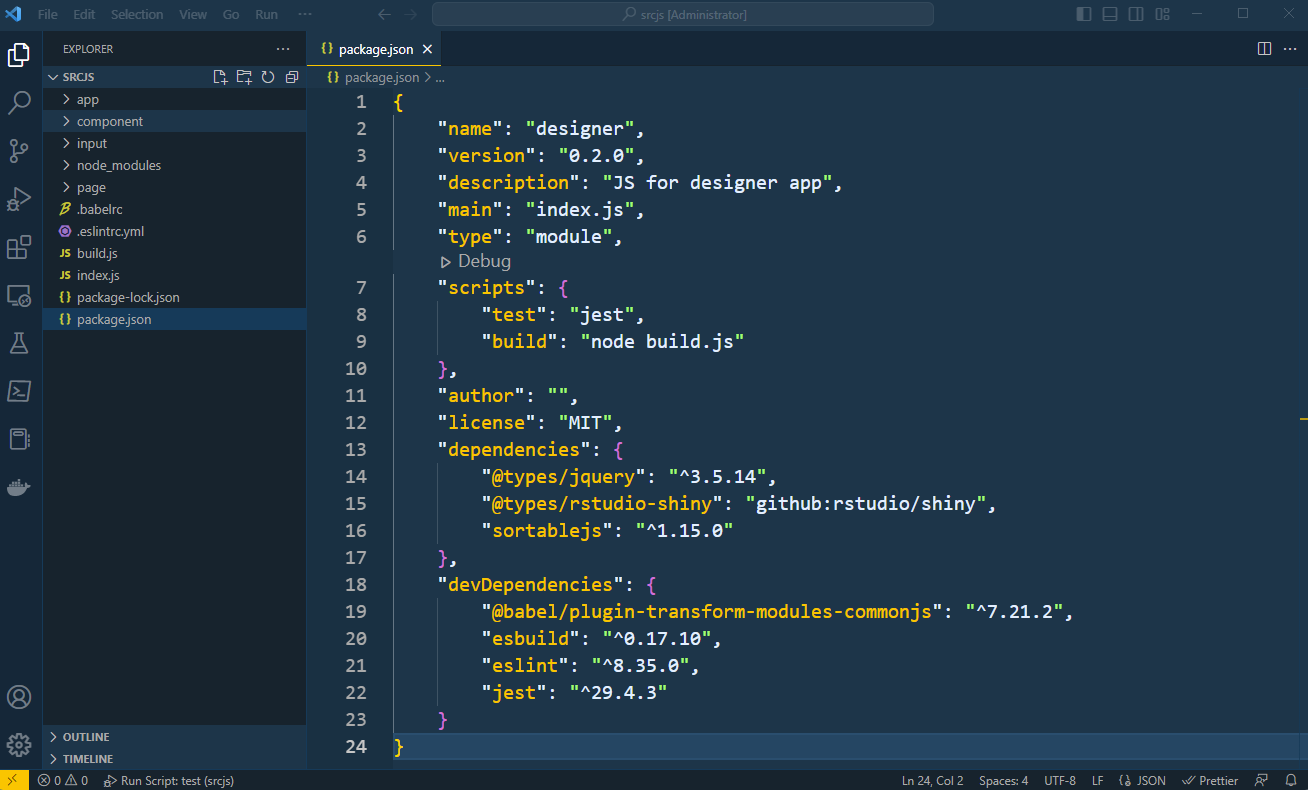 File Edit Selection View Go Run ···
srcjs [Administrator]
EXPLORER ···
SRCJS
app
component
input
node_modules
page
.babelrc
.eslintrc.yml
JS build.js
JS index.js
{} package-lock.json
{} package.json
OUTLINE
TIMELINE
{} package.json ×
{} package.json > ...
1 {
2 "name": "designer",
3 "version": "0.2.0",
4 "description": "JS for designer app",
5 "main": "index.js",
6 "type": "module",
Debug
7 "scripts": {
8 "test": "jest",
9 "build": "node build.js"
10 },
11 "author": "",
12 "license": "MIT",
13 "dependencies": {
14 "@types/jquery": "^3.5.14",
15 "@types/rstudio-shiny": "github:rstudio/shiny",
16 "sortablejs": "^1.15.0"
17 },
18 "devDependencies": {
19 "@babel/plugin-transform-modules-commonjs": "^7.21.2",
20 "esbuild": "^0.17.10",
21 "eslint": "^8.35.0",
22 "jest": "^29.4.3"
23 }
24 }
0 0 Run Script: test (srcjs) Ln 24, Col 2 Spaces: 4 UTF-8 LF {} JSON Prettier